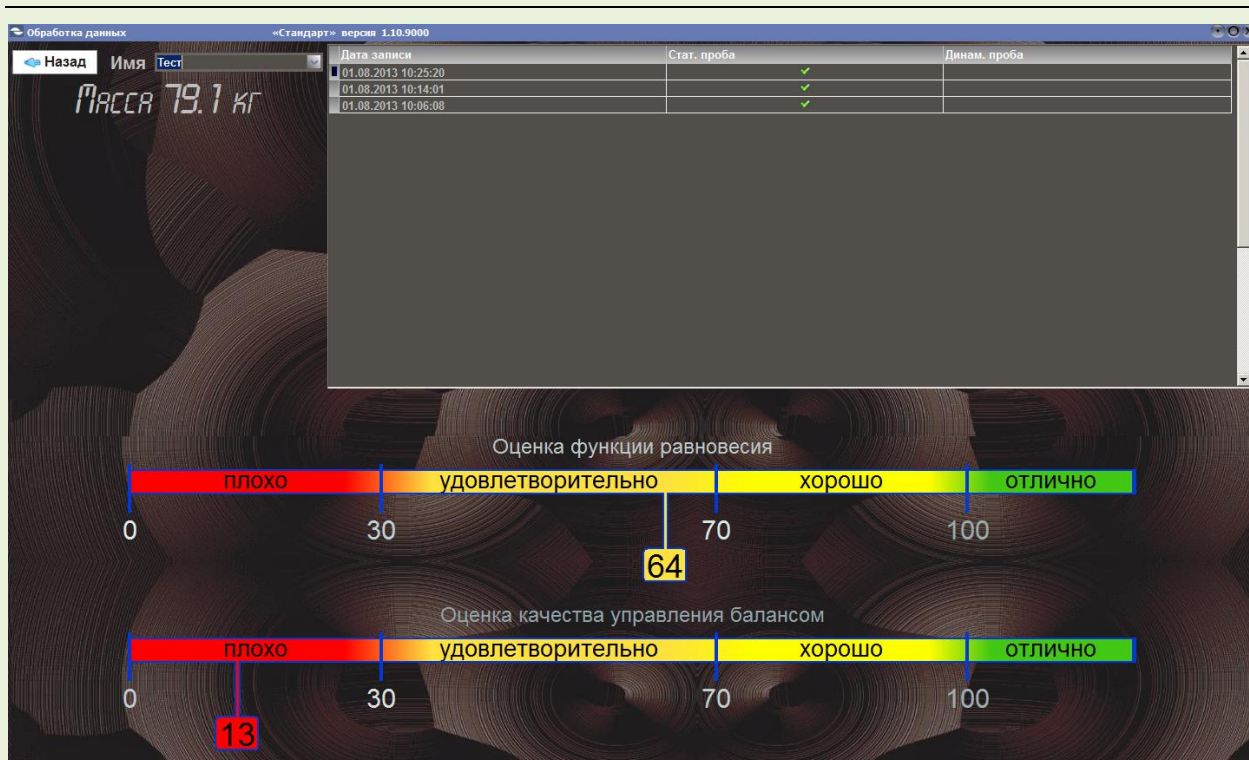 Обработка данных «Стандарт» версия 1.10.9000
Назад Имя Тест
Масса 79.1 кг
Дата записи Стат. проба Динам. проба
01.08.2013 10:25:20
01.08.2013 10:14:01
01.08.2013 10:06:08
Оценка функции равновесия
плохо удовлетворительно хорошо отлично
0 30 70 100
64
Оценка качества управления балансом
плохо удовлетворительно хорошо отлично
0 30 70 100
13